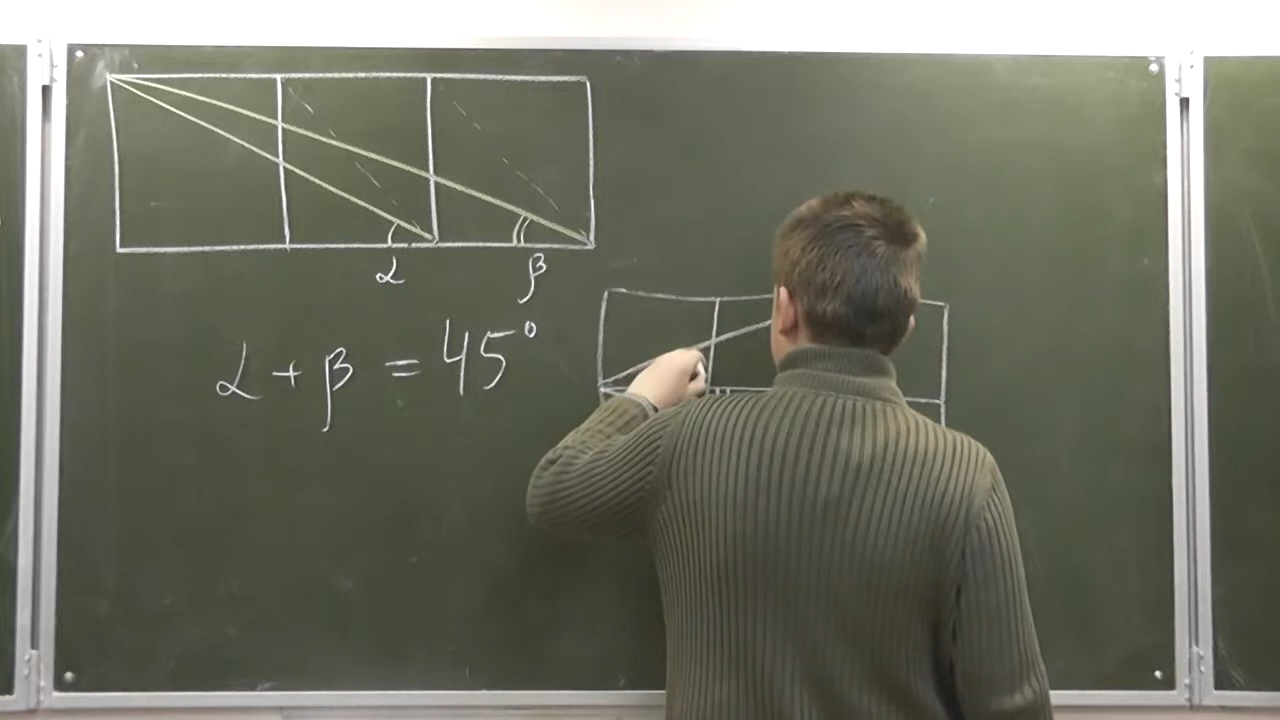 α β
α + β = 45°